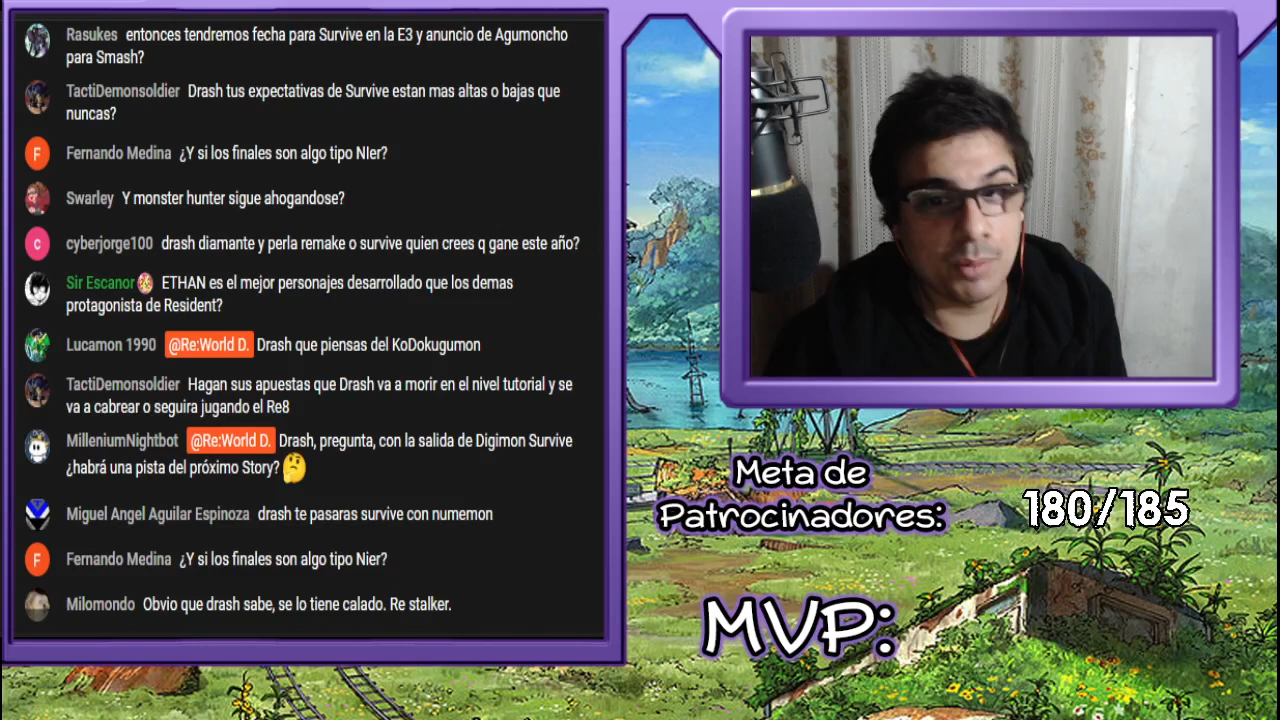 Rasukes entonces tendremos fecha para Survive en la E3 y anuncio de Agumoncho
para Smash?
TactiDemonsoldier Drash tus expectativas de Survive estan mas altas o bajas que
nuncas?
F Fernando Medina ¿Y si los finales son algo tipo NIer?
Swarley Y monster hunter sigue ahogandose?
c cyberjorge100 drash diamante y perla remake o survive quien crees q gane este año?
Sir Escanor ETHAN es el mejor personajes desarrollado que los demas
protagonista de Resident?
Lucamon 1990 @Re:World D. Drash que piensas del KoDokugumon
TactiDemonsoldier Hagan sus apuestas que Drash va a morir en el nivel tutorial y se
va a cabrear o seguira jugando el Re8
MilleniumNightbot @Re:World D. Drash, pregunta, con la salida de Digimon Survive
¿habrá una pista del próximo Story? 🤔
Miguel Angel Aguilar Espinoza drash te pasaras survive con numemon
F Fernando Medina ¿Y si los finales son algo tipo Nier?
Milomondo Obvio que drash sabe, se lo tiene calado. Re stalker.
Meta de
Patrocinadores: 180/185
MVP: